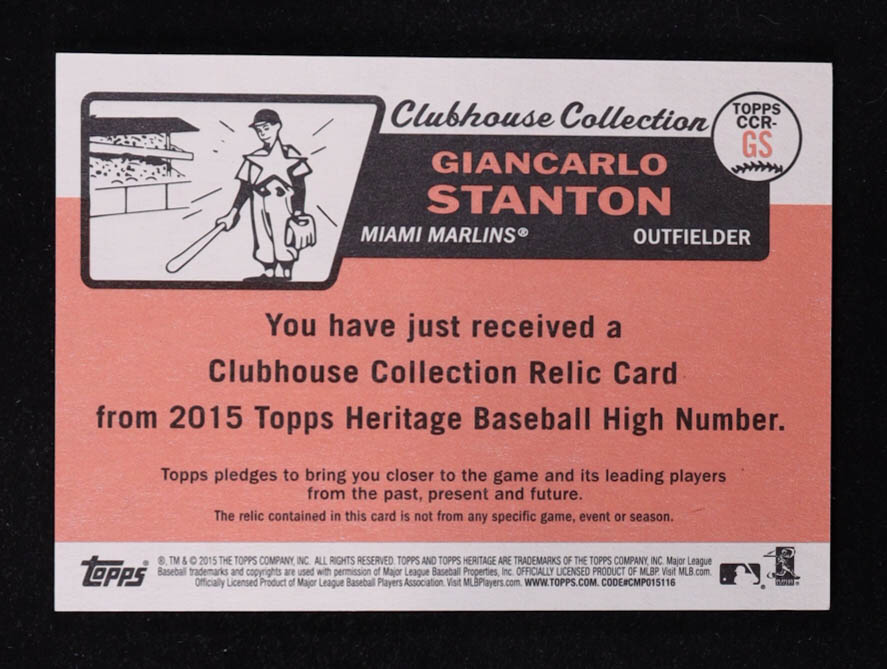 Clubhouse Collection
TOPPS
CCR-
GS
GIANCARLO
STANTON
MIAMI MARLINS® OUTFIELDER
You have just received a
Clubhouse Collection Relic Card
from 2015 Topps Heritage Baseball High Number.
Topps pledges to bring you closer to the game and its leading players
from the past, present and future.
The relic contained in this card is not from any specific game, event or season.
topps®
®, TM & © 2015 THE TOPPS COMPANY, INC. ALL RIGHTS RESERVED. TOPPS AND TOPPS HERITAGE ARE TRADEMARKS OF THE TOPPS COMPANY, INC. Major League
Baseball trademarks and copyrights are used with permission of Major League Baseball Properties, Inc. OFFICIALLY LICENSED PRODUCT OF MLBP. Visit MLB.com.
Officially Licensed Product of Major League Baseball Players Association. Visit MLBPlayers.com. WWW.TOPPS.COM. CODE#CMP015116